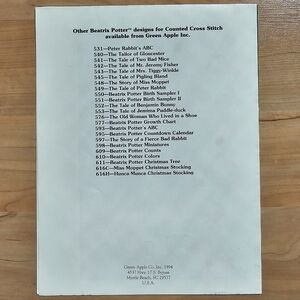 Other Beatrix Potter™ designs for Counted Cross Stitch
available from Green Apple Inc.
531—Peter Rabbit's ABC
540—The Tailor of Gloucester
541—The Tale of Two Bad Mice
542—The Tale of Mr. Jeremy Fisher
543—The Tale of Mrs. Tiggy-Winkle
545—The Tale of Pigling Bland
548—The Story of Miss Moppet
549—The Tale of Peter Rabbit
550—Beatrix Potter Birth Sampler I
551—Beatrix Potter Birth Sampler II
552—The Tale of Benjamin Bunny
553—The Tale of Jemima Puddle-duck
576—The Old Woman Who Lived in a Shoe
577—Beatrix Potter Growth Chart
593—Beatrix Potter's ABC
595—Beatrix Potter Countdown Calendar
597—The Story of a Fierce Bad Rabbit
598—Beatrix Potter Miniatures
609—Beatrix Potter Counts
610—Beatrix Potter Colors
611—Beatrix Potter Christmas Tree
616C—Miss Moppet Christmas Stocking
616H—Hunca Munca Christmas Stocking
Green Apple Co, Inc. 1994
4537 Hwy. 17 S. Bypass
Myrtle Beach, SC 29577
U.S.A.